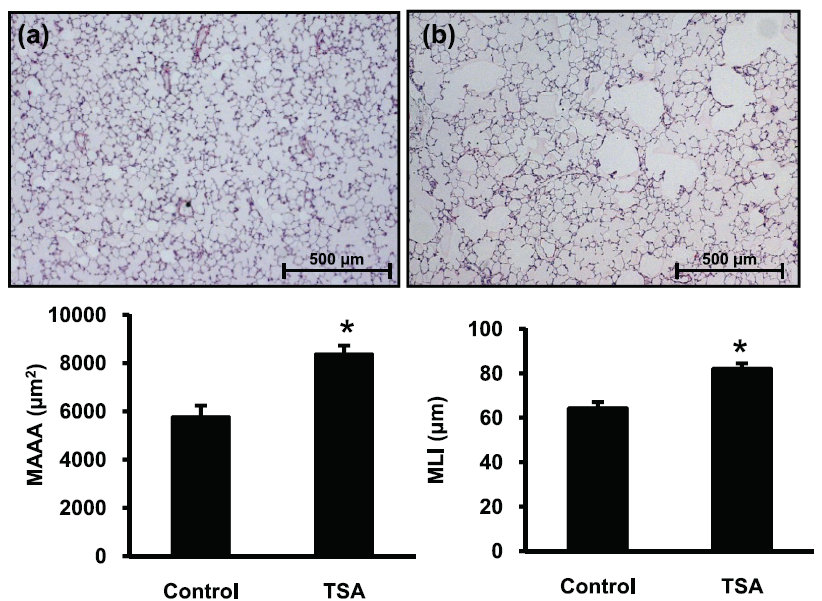 (a)
(b)
500 µm
500 µm
10000
8000
6000
4000
2000
0
MAAA (µm²)
*
Control
TSA
100
80
60
40
20
0
MLI (µm)
*
Control
TSA